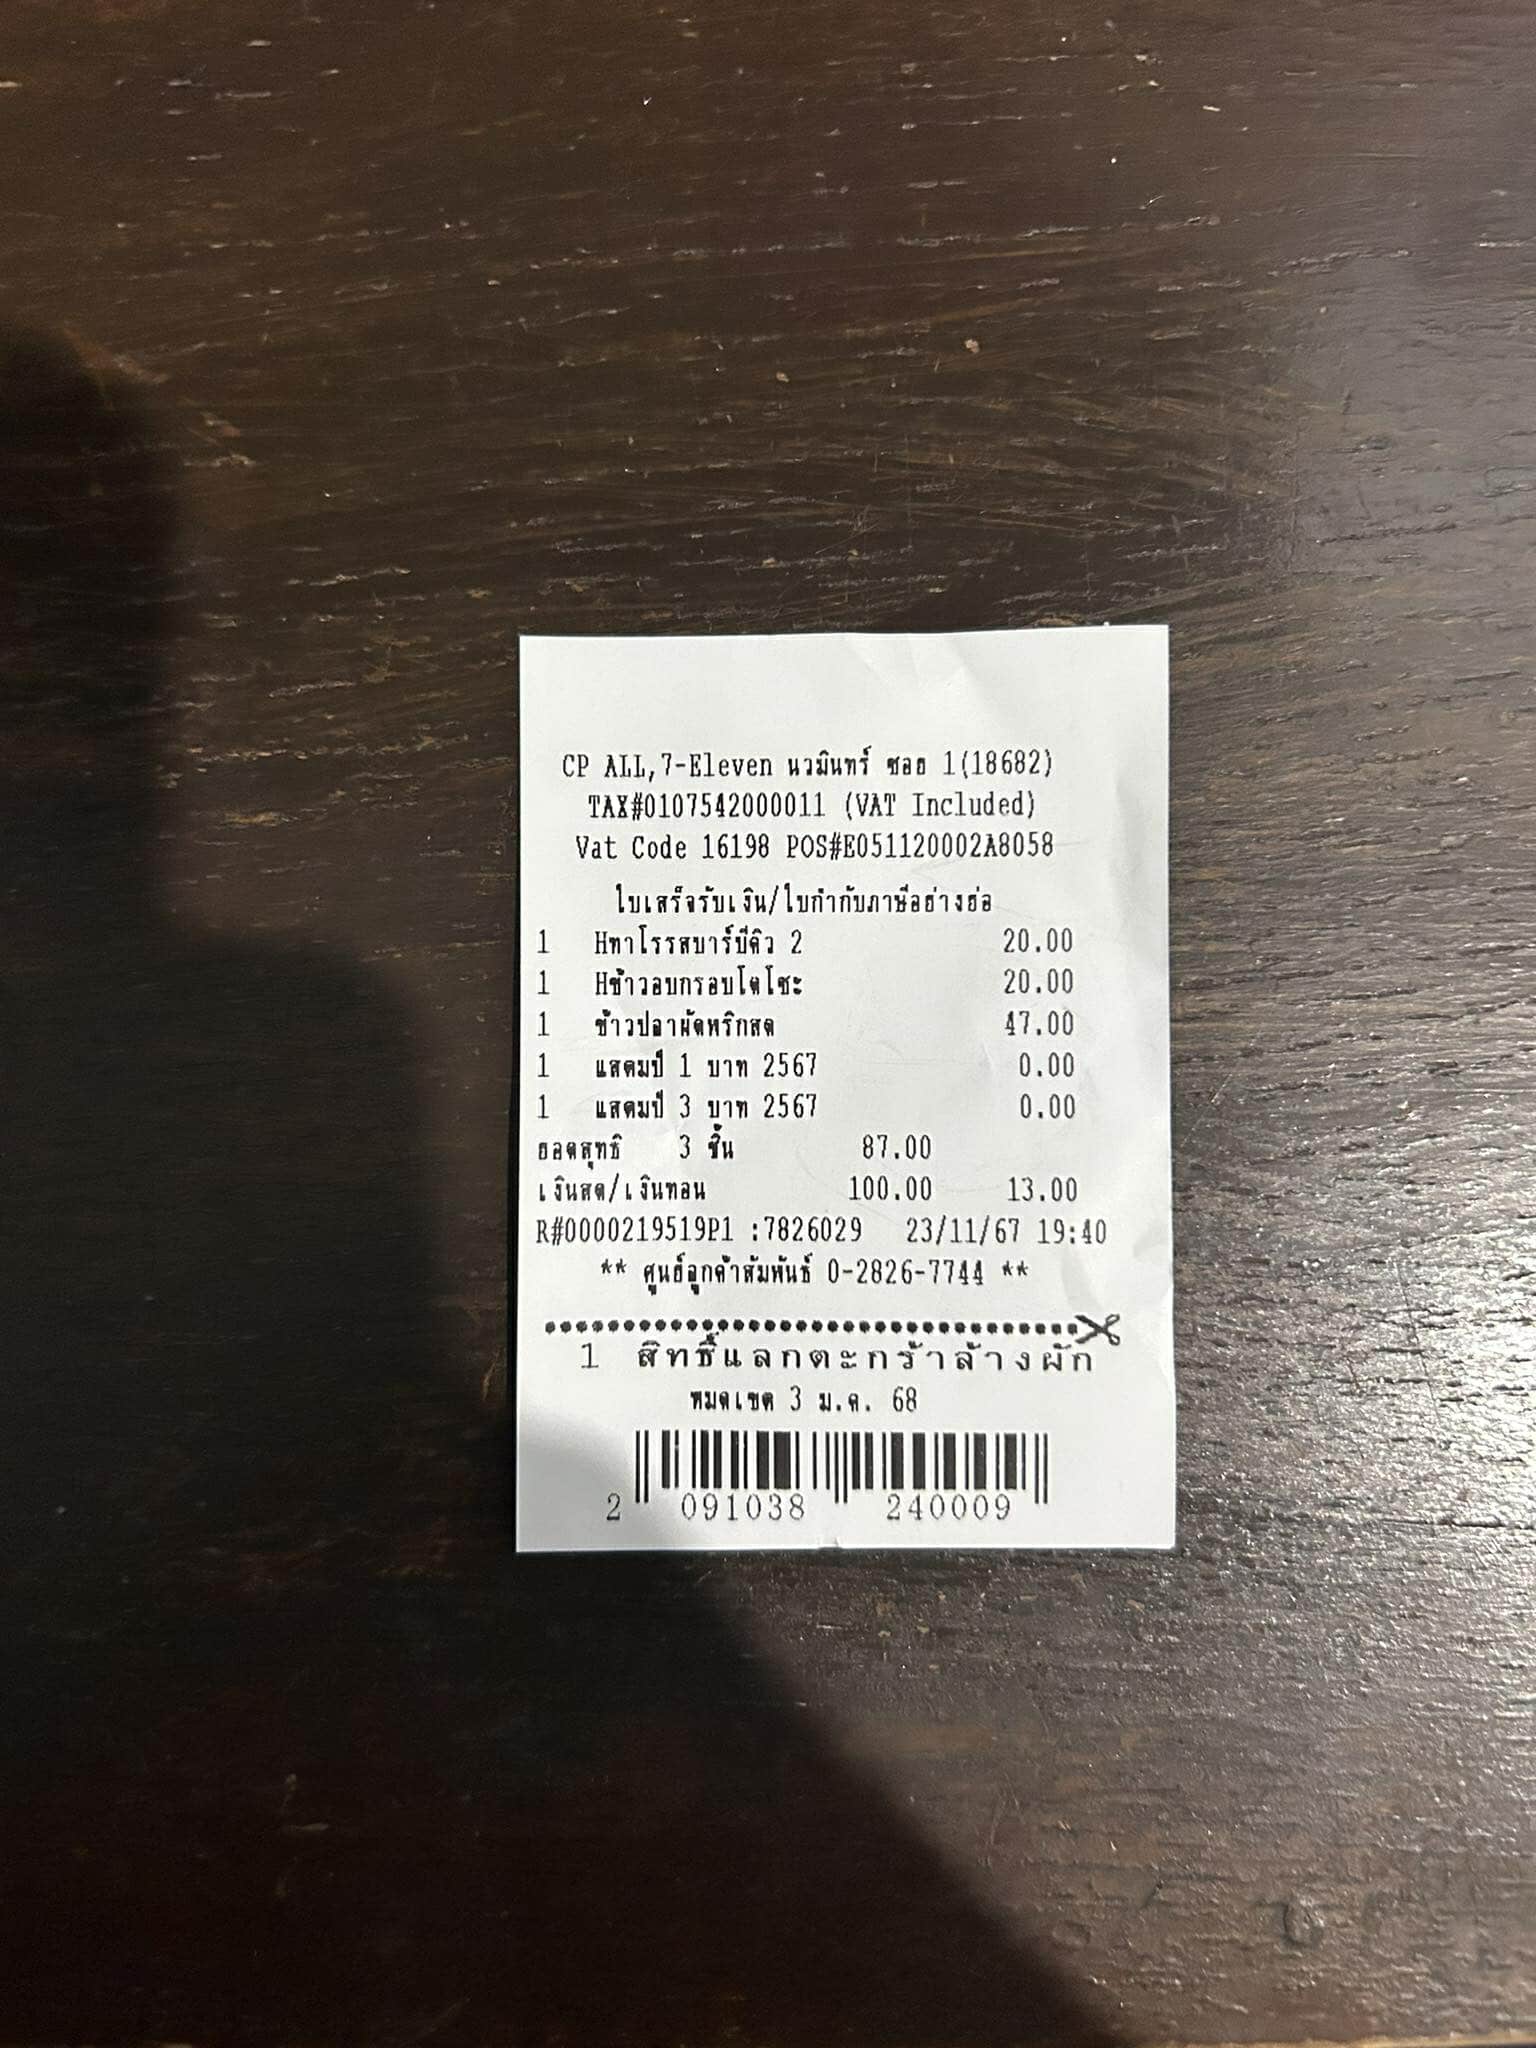 CP ALL,7-Eleven นวมินทร์ ซอย 1(18682)
TAX#0107542000011 (VAT Included)
Vat Code 16198 POS#E051120002A8058
ใบเสร็จรับเงิน/ใบกำกับภาษีอย่างย่อ
1 Hทาโรรสบาร์บีคิว 2 20.00
1 Hข้าวอบกรอบโดโซะ 20.00
1 ข้าวปลาผัดพริกสด 47.00
1 แสตมป์ 1 บาท 2567 0.00
1 แสตมป์ 3 บาท 2567 0.00
ยอดสุทธิ 3 ชิ้น 87.00
เงินสด/เงินทอน 100.00 13.00
R#0000219519P1 :7826029 23/11/67 19:40
** ศูนย์ลูกค้าสัมพันธ์ 0-2826-7744 **
1 สิทธิ์แลกตะกร้าล้างผัก
หมดเขต 3 ม.ค. 68
2 091038 240009